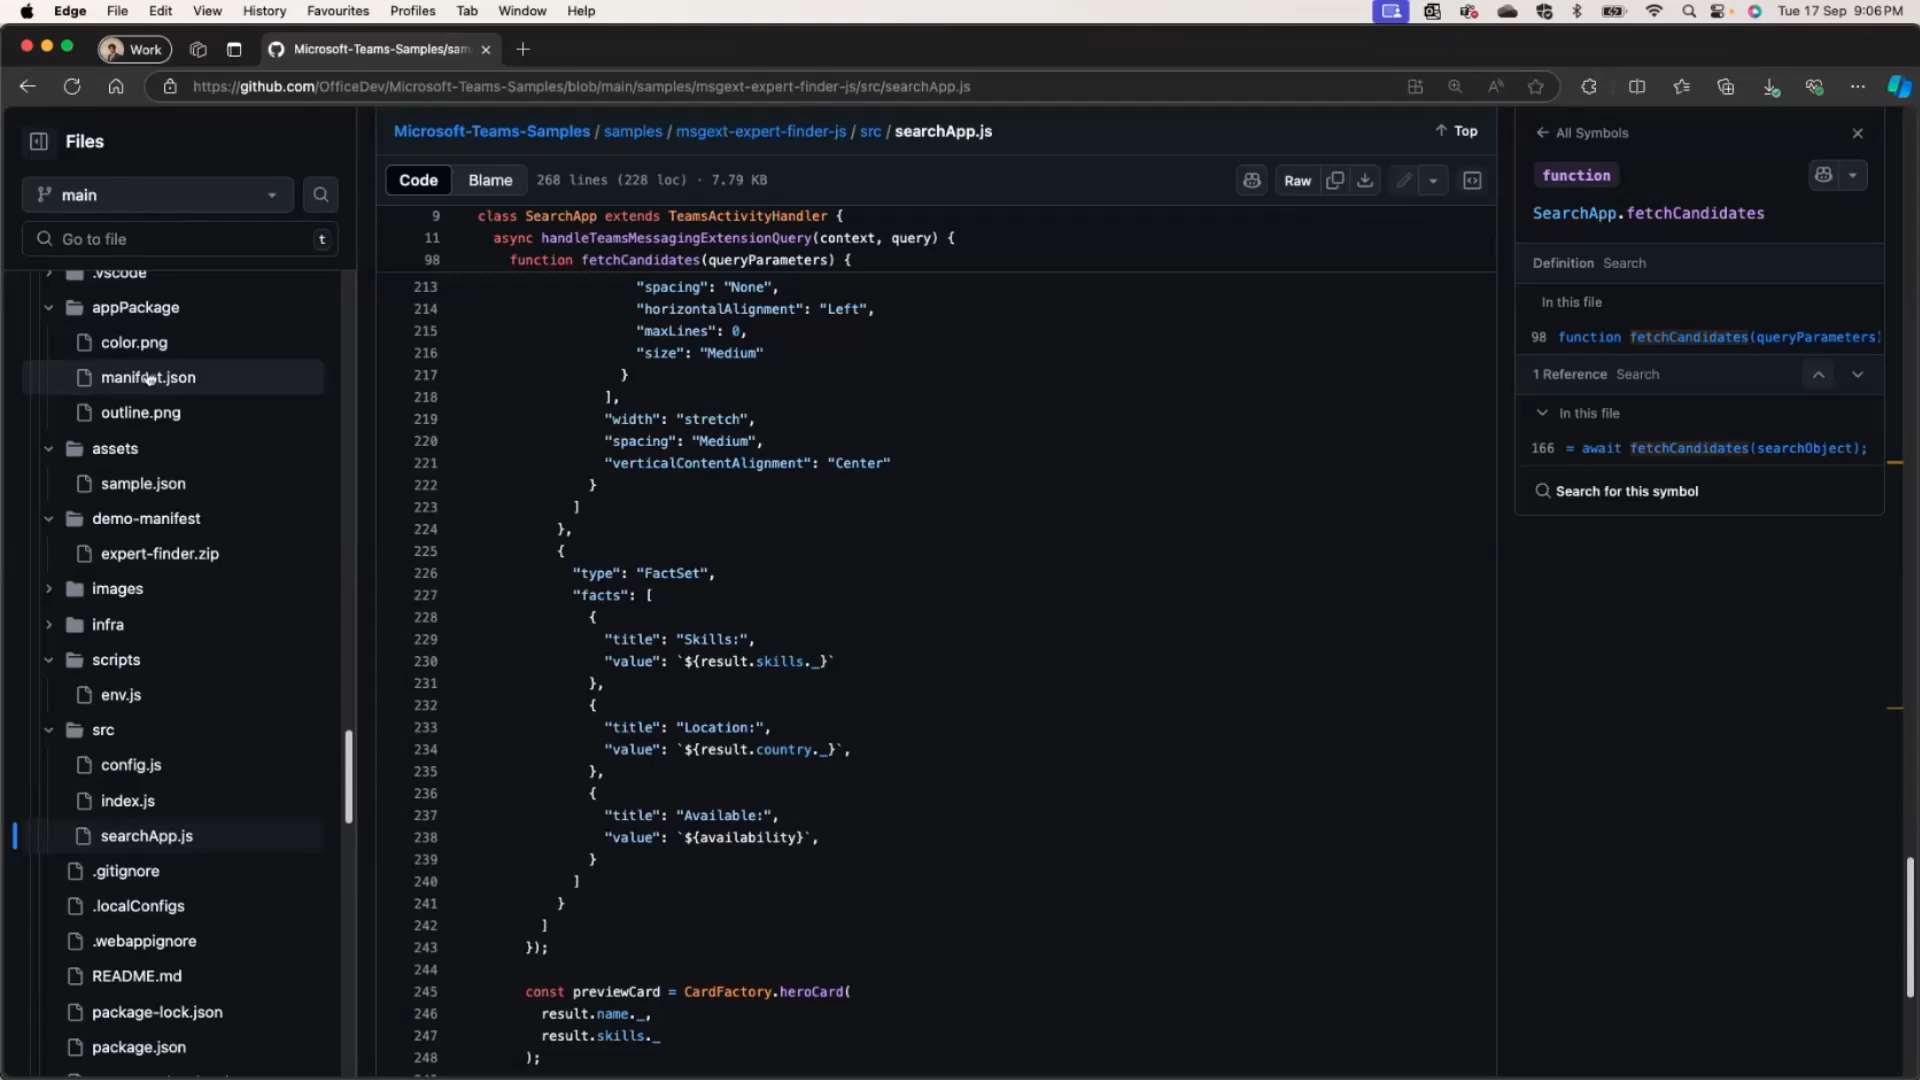 Edge File Edit View History Favourites Profiles Tab Window Help Tue 17 Sep 9:06 PM
Work Microsoft-Teams-Samples/sam
https://github.com/OfficeDev/Microsoft-Teams-Samples/blob/main/samples/msgext-expert-finder-js/src/searchApp.js
Files
main
Go to file t
.vscode
appPackage
color.png
manifest.json
outline.png
assets
sample.json
demo-manifest
expert-finder.zip
images
infra
scripts
env.js
src
config.js
index.js
searchApp.js
.gitignore
.localConfigs
.webappignore
README.md
package-lock.json
package.json
Microsoft-Teams-Samples / samples / msgext-expert-finder-js / src / searchApp.js
Top
Code Blame 268 lines (228 loc) · 7.79 KB Raw
9 class SearchApp extends TeamsActivityHandler {
11 async handleTeamsMessagingExtensionQuery(context, query) {
98 function fetchCandidates(queryParameters) {
213 "spacing": "None",
214 "horizontalAlignment": "Left",
215 "maxLines": 0,
216 "size": "Medium"
217 }
218 ],
219 "width": "stretch",
220 "spacing": "Medium",
221 "verticalContentAlignment": "Center"
222 }
223 ]
224 },
225 {
226 "type": "FactSet",
227 "facts": [
228 {
229 "title": "Skills:",
230 "value": `${result.skills._}`
231 },
232 {
233 "title": "Location:",
234 "value": `${result.country._}`,
235 },
236 {
237 "title": "Available:",
238 "value": `${availability}`,
239 }
240 ]
241 }
242 ]
243 });
244
245 const previewCard = CardFactory.heroCard(
246 result.name._,
247 result.skills._
248 );
All Symbols
function
SearchApp.fetchCandidates
Definition Search
In this file
98 function fetchCandidates(queryParameters)
1 Reference Search
In this file
166 = await fetchCandidates(searchObject);
Search for this symbol